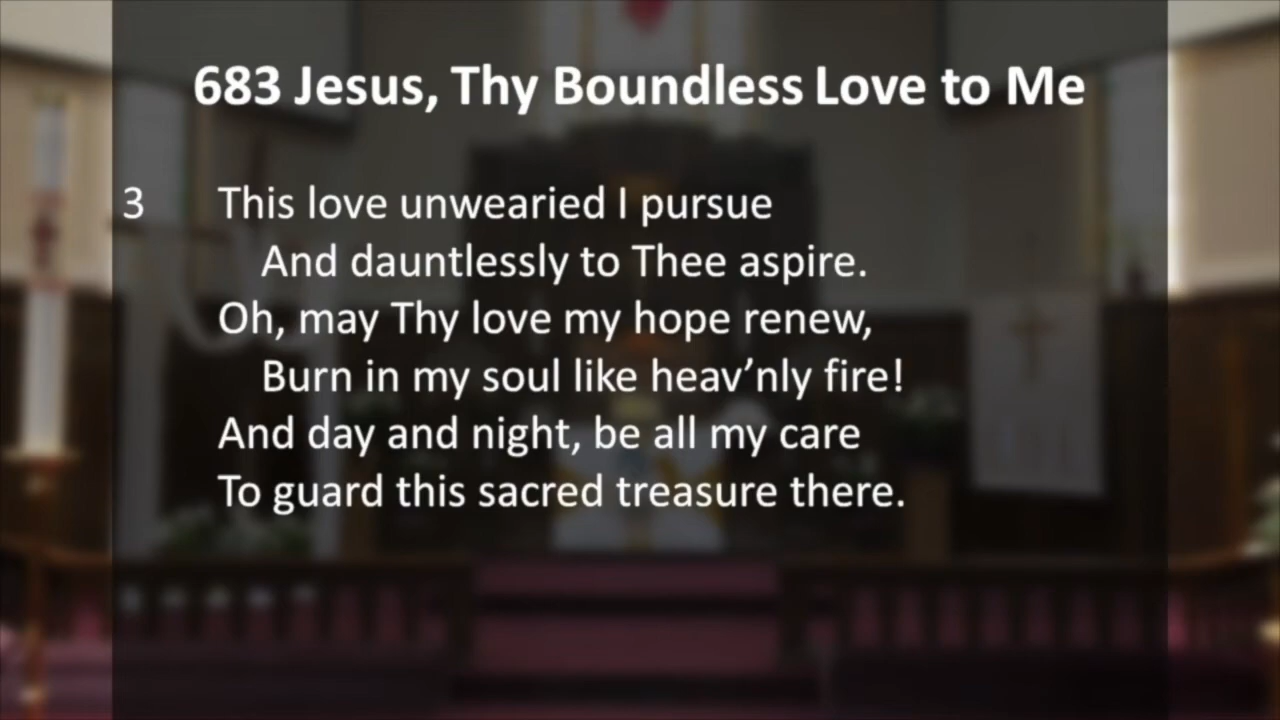 683 Jesus, Thy Boundless Love to Me
3 This love unwearied I pursue
And dauntlessly to Thee aspire.
Oh, may Thy love my hope renew,
Burn in my soul like heav’nly fire!
And day and night, be all my care
To guard this sacred treasure there.